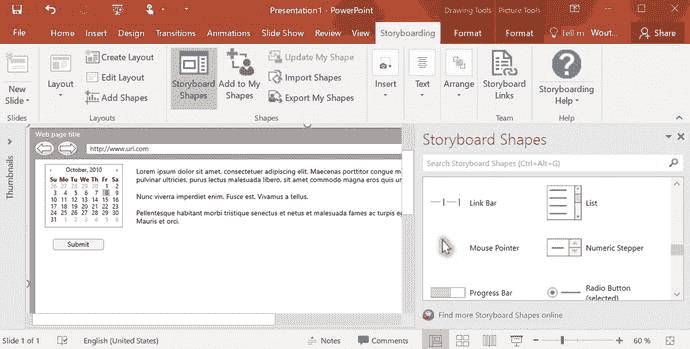 Presentation1 - PowerPoint
Drawing Tools
Picture Tools
File
Home
Insert
Design
Transitions
Animations
Slide Show
Review
View
Storyboarding
Format
Format
Tell m
Wout...
Share
New
Slide
Layout
Create Layout
Edit Layout
Add Shapes
Storyboard
Shapes
Add to My
Shapes
Update My Shape
Import Shapes
Export My Shape
Insert
Text
Arrange
Storyboard
Links
Storyboarding
Help
Slides
Layouts
Shapes
Team
Help
Thumbnails
Web page title
http://www.url.com
October, 2010
Su Mo Tu We Th Fr Sa
26 27 28 29 30 1 2
3 4 5 6 7 8 9
10 11 12 13 14 15 16
17 18 19 20 21 22 23
24 25 26 27 28 29 30
31 1 2 3 4 5 6
Lorem ipsum dolor sit amet, consectetuer adipiscing elit. Maecenas porttitor congue m
pulvinar ultricies, purus lectus malesuada libero, sit amet commodo magna eros quis ur
Nunc viverra imperdiet enim. Fusce est. Vivamus a tellus.
Pellentesque habitant morbi tristique senectus et netus et malesuada fames ac turpis eg
Mauris et orci.
Submit
Storyboard Shapes
Search Storyboard Shapes (Ctrl+Alt+G)
Link Bar
List
Mouse Pointer
Numeric Stepper
Progress Bar
Radio Button
(selected)
Find more Storyboard Shapes online
Slide 1 of 1
English (United States)
Notes
Comments
60 %